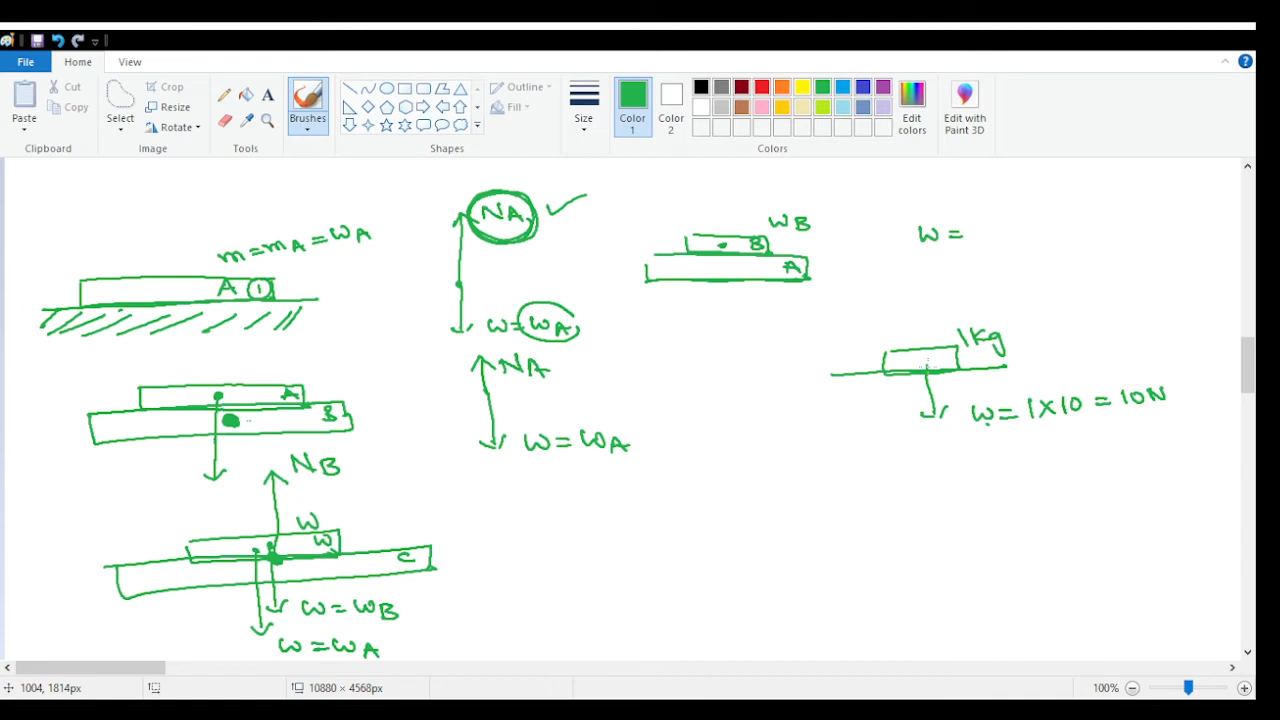 File
Home
View
Paste
Cut
Copy
Clipboard
Select
Crop
Resize
Rotate
Image
Tools
Brushes
Outline
Fill
Shapes
Size
Color 1
Color 2
Edit colors
Edit with Paint 3D
Colors
m=mA=WA
A 1
NA
W=WA
WB
B
A
W=
1Kg
W=1X10=10N
NA
W=WA
A
B
NB
W
W
C
W=WB
W=WA
1004, 1814px
10880 × 4568px
100%